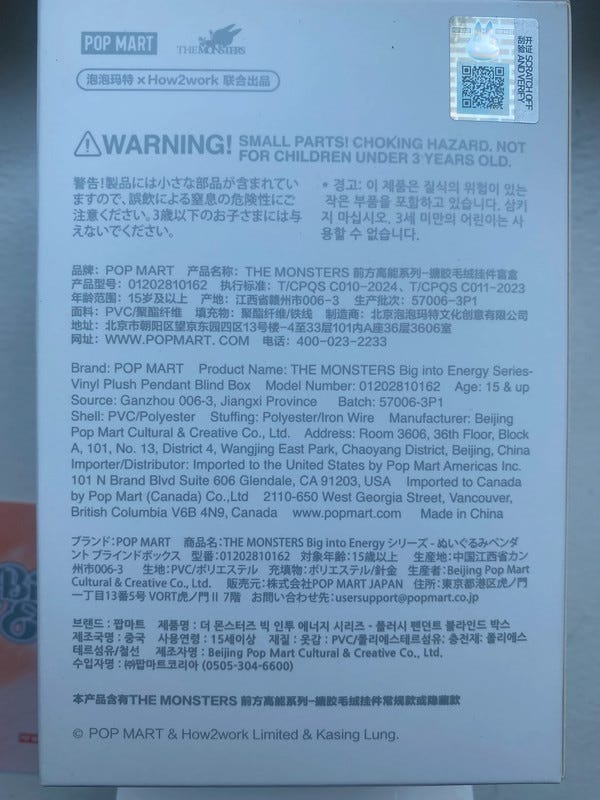 POP MART THE MONSTERS
泡泡玛特 × How2work 联合出品
刮开验证 SCRATCH OFF AND VERIFY
WARNING! SMALL PARTS! CHOKING HAZARD. NOT
FOR CHILDREN UNDER 3 YEARS OLD.
警告!製品には小さな部品が含まれてい
ますので、誤飲による窒息の危険性にご
注意ください。3歳以下のお子さまには与
えないでください。
* 경고: 이 제품은 질식의 위험이 있는
작은 부품을 포함하고 있습니다. 삼키
지 마십시오. 3세 미만의 어린이는 사
용할 수 없습니다.
品牌: POP MART 产品名称: THE MONSTERS 前方高能系列-搪胶毛绒挂件盲盒
产品型号: 01202810162 执行标准: T/CPQS C010-2024、T/CPQS C011-2023
年龄范围: 15岁及以上 产地: 江西省赣州市006-3 生产批次: 57006-3P1
面料: PVC/聚酯纤维 填充物: 聚酯纤维/铁线 制造商: 北京泡泡玛特文化创意有限公司
地址: 北京市朝阳区望京东园四区13号楼-4至33层101内A座36层3606室
网址: WWW.POPMART. COM 电话: 400-023-2233
Brand: POP MART Product Name: THE MONSTERS Big into Energy Series-
Vinyl Plush Pendant Blind Box Model Number: 01202810162 Age: 15 & up
Source: Ganzhou 006-3, Jiangxi Province Batch: 57006-3P1
Shell: PVC/Polyester Stuffing: Polyester/Iron Wire Manufacturer: Beijing
Pop Mart Cultural & Creative Co., Ltd. Address: Room 3606, 36th Floor, Block
A, 101, No. 13, District 4, Wangjing East Park, Chaoyang District, Beijing, China
Importer/Distributor: Imported to the United States by Pop Mart Americas Inc.
101 N Brand Blvd Suite 606 Glendale, CA 91203, USA Imported to Canada
by Pop Mart (Canada) Co.,Ltd 2110-650 West Georgia Street, Vancouver,
British Columbia V6B 4N9, Canada www.popmart.com Made in China
ブランド:POP MART 商品名:THE MONSTERS Big into Energy シリーズ - ぬいぐるみペンダ
ント ブラインドボックス 型番:01202810162 対象年齢:15歳以上 生産地:中国江西省カン
州市006-3 生地:PVC/ポリエステル 充填物:ポリエステル/針金 生産者:Beijing Pop Mart
Cultural & Creative Co., Ltd. 販売元:株式会社POP MART JAPAN 住所:東京都港区虎ノ門
一丁目13番5号 VORT虎ノ門Ⅱ 7階 お問い合わせ先:usersupport@popmart.co.jp
브랜드 : 팝마트 제품명 : 더 몬스터즈 빅 인투 에너지 시리즈 - 플러시 펜던트 블라인드 박스
제조국명 : 중국 사용연령 : 15세이상 재질 : 옷감 : PVC/폴리에스테르섬유: 충전제: 폴리에스
테르섬유/철선 제조자명 : Beijing Pop Mart Cultural & Creative Co., Ltd.
수입자명 : ㈜팝마트코리아 (0505-304-6600)
本产品含有THE MONSTERS 前方高能系列-搪胶毛绒挂件常规款或隐藏款
© POP MART & How2work Limited & Kasing Lung.